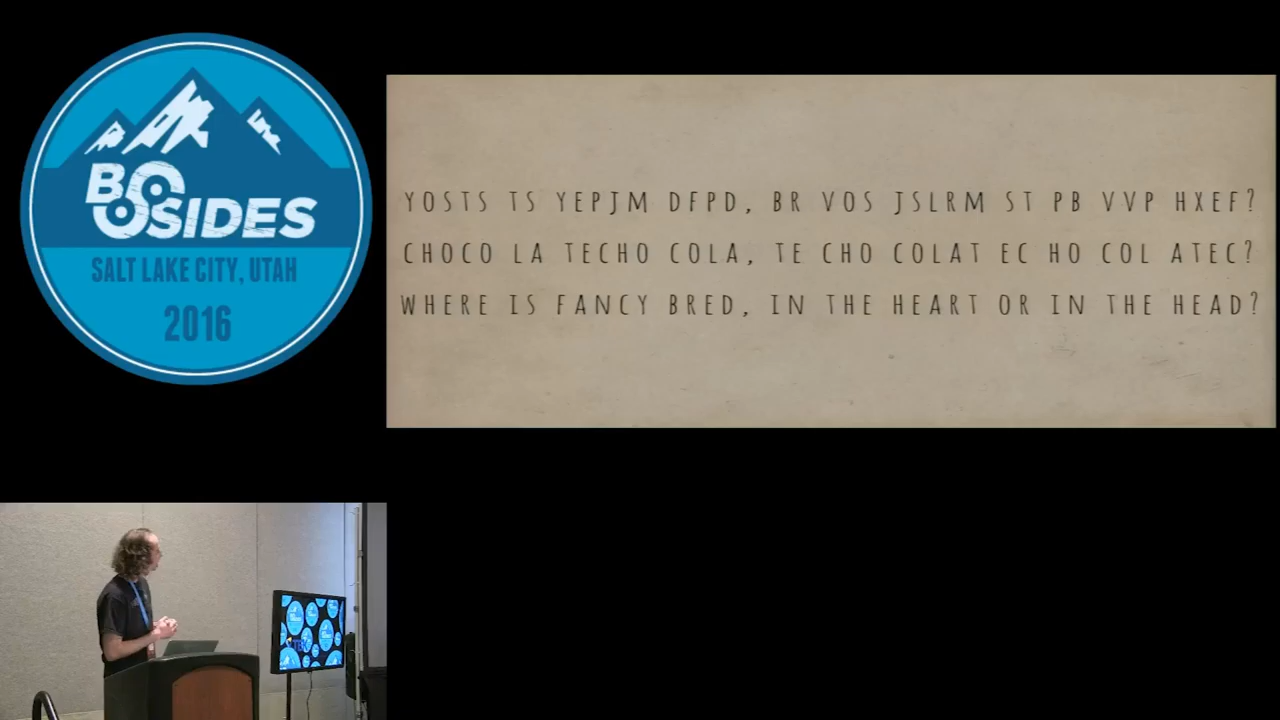 BSIDES
SALT LAKE CITY, UTAH
2016
YOSTS TS YEPJM DFPD, BR VOS JSLRM ST PB VVP HXEF?
CHOCO LA TECHO COLA, TE CHO COLAT EC HO COL ATEC?
WHERE IS FANCY BRED, IN THE HEART OR IN THE HEAD?